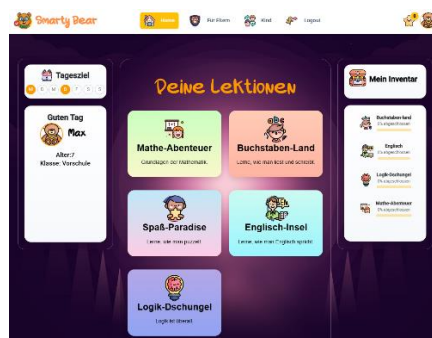 Smarty Bear
Home
Für Eltern
Kind
Logout
Tagesziel
Guten Tag
Max
Alter:7
Klasse: Vorschule
Deine Lektionen
Mathe-Abenteuer
Grundlagen der Mathematik.
Buchstaben-Land
Lerne, wie man liest und schreibt.
Spaß-Paradise
Lerne, wie man puzzelt.
Englisch-Insel
Lerne, wie man Englisch spricht.
Logik-Dschungel
Logik ist überall.
Mein Inventar
Buchstaben-land
Englisch
Logik-Dschungel
Mathe-Abenteuer